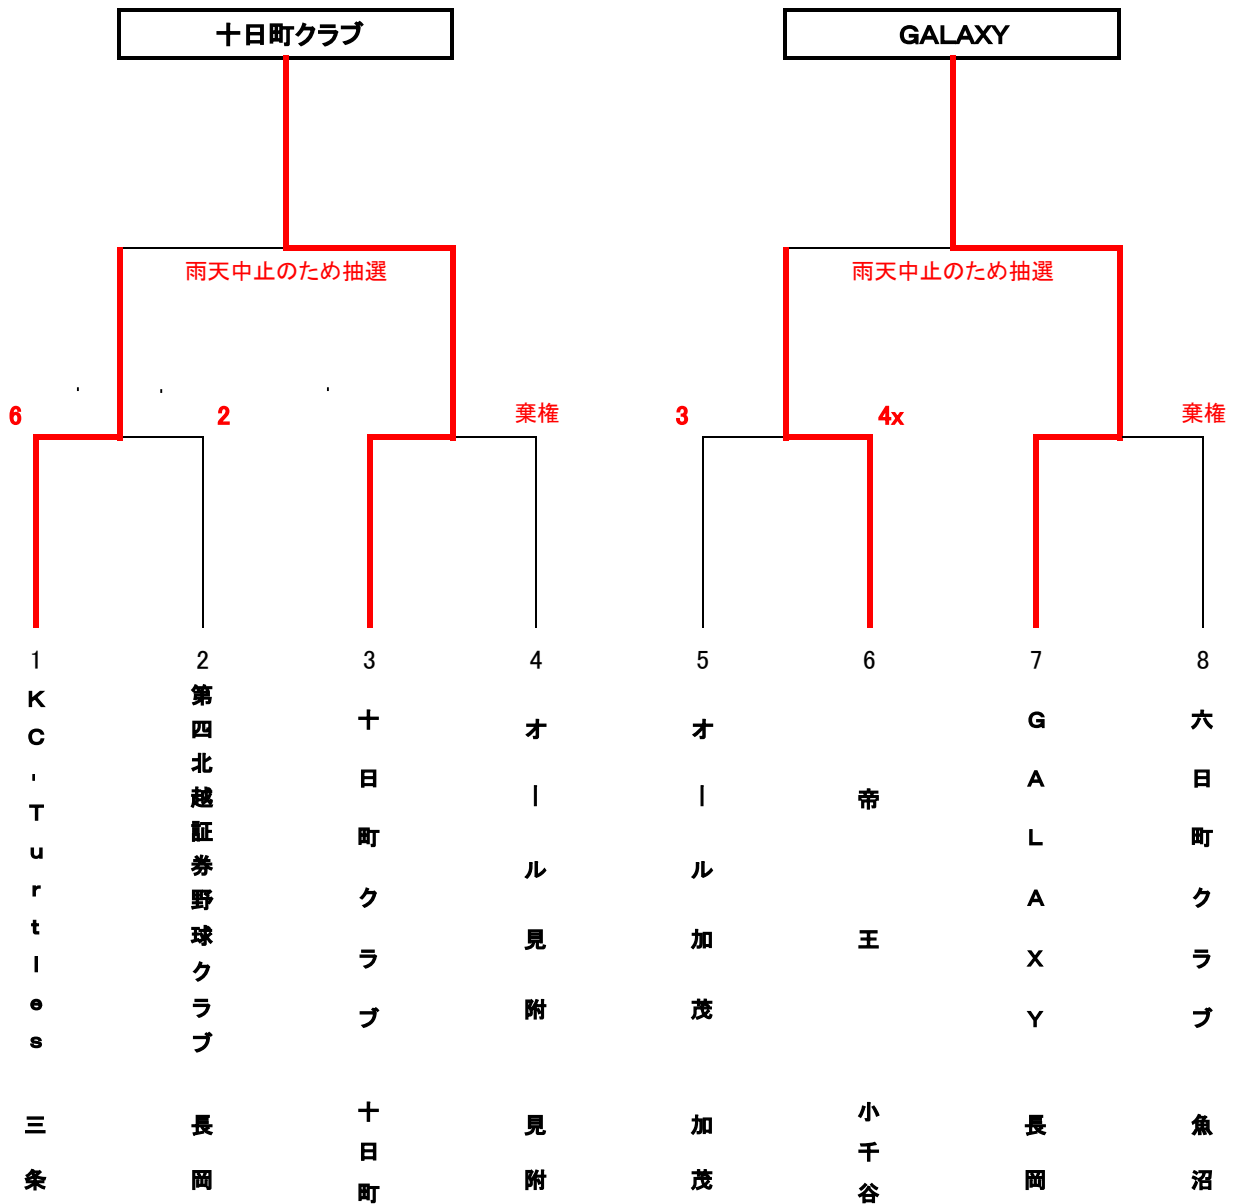 十日町クラブ
GALAXY
雨天中止のため抽選
雨天中止のため抽選
6
2
棄権
3
4x
棄権
1
2
3
4
5
6
7
8
KC-Turtles
第四北越証券野球クラブ
十日町クラブ
オール見附
オール加茂
帝王
GALAXY
六日町クラブ
三条
長岡
十日町
見附
加茂
小千谷
長岡
魚沼